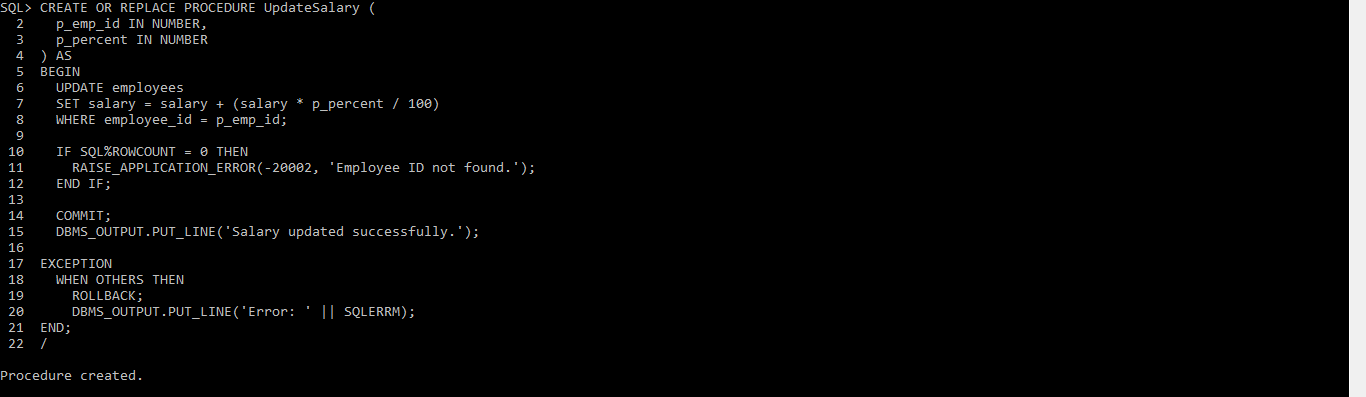 SQL> CREATE OR REPLACE PROCEDURE UpdateSalary (
  2    p_emp_id IN NUMBER,
  3    p_percent IN NUMBER
  4  ) AS
  5  BEGIN
  6    UPDATE employees
  7    SET salary = salary + (salary * p_percent / 100)
  8    WHERE employee_id = p_emp_id;
  9
 10    IF SQL%ROWCOUNT = 0 THEN
 11      RAISE_APPLICATION_ERROR(-20002, 'Employee ID not found.');
 12    END IF;
 13
 14    COMMIT;
 15    DBMS_OUTPUT.PUT_LINE('Salary updated successfully.');
 16
 17  EXCEPTION
 18    WHEN OTHERS THEN
 19      ROLLBACK;
 20      DBMS_OUTPUT.PUT_LINE('Error: ' || SQLERRM);
 21  END;
 22  /
Procedure created.